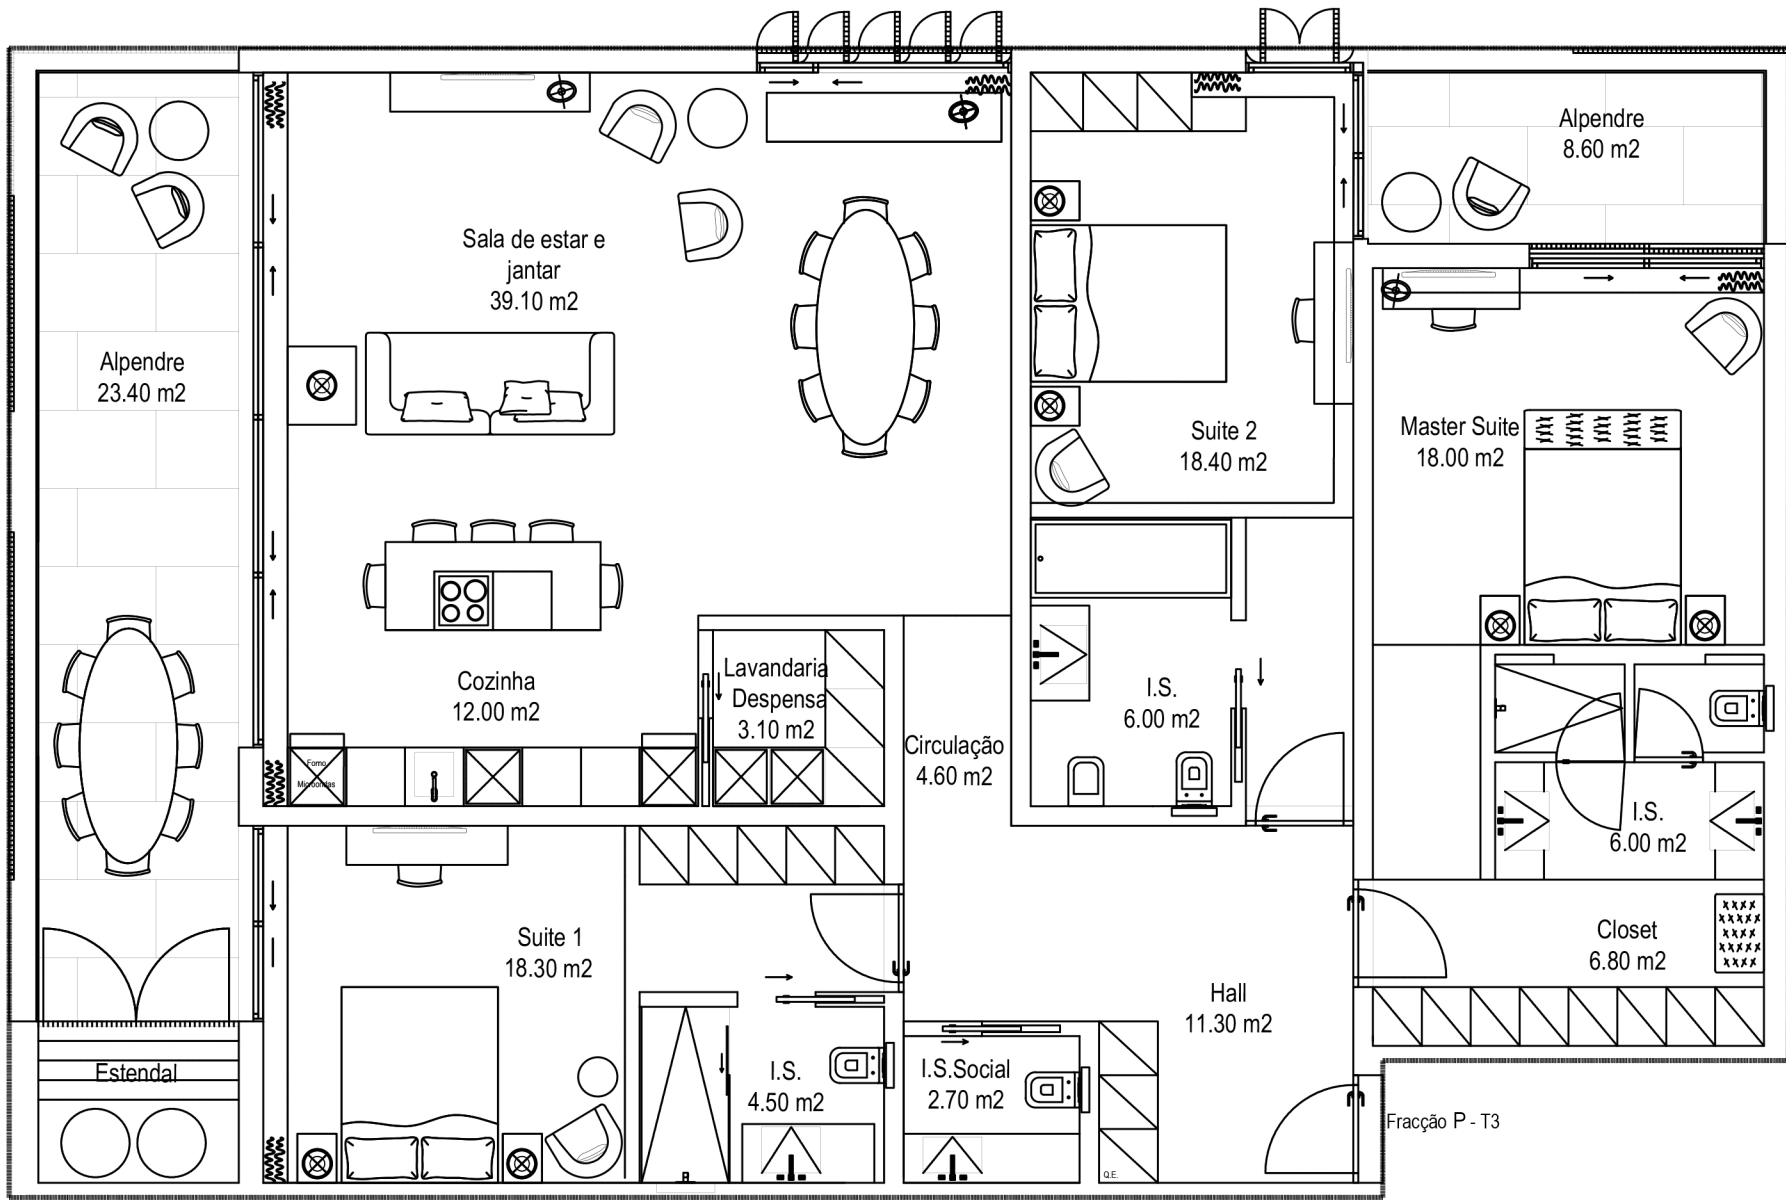 Alpendre
8.60 m2
Sala de estar e
jantar
39.10 m2
Alpendre
23.40 m2
Suite 2
18.40 m2
Master Suite
18.00 m2
Cozinha
12.00 m2
Lavandaria
Despensa
3.10 m2
I.S.
6.00 m2
Circulação
4.60 m2
Forno
Microondas
I.S.
6.00 m2
Suite 1
18.30 m2
Closet
6.80 m2
Hall
11.30 m2
Estendal
I.S.
4.50 m2
I.S.Social
2.70 m2
Fracção P - T3
Q.E.